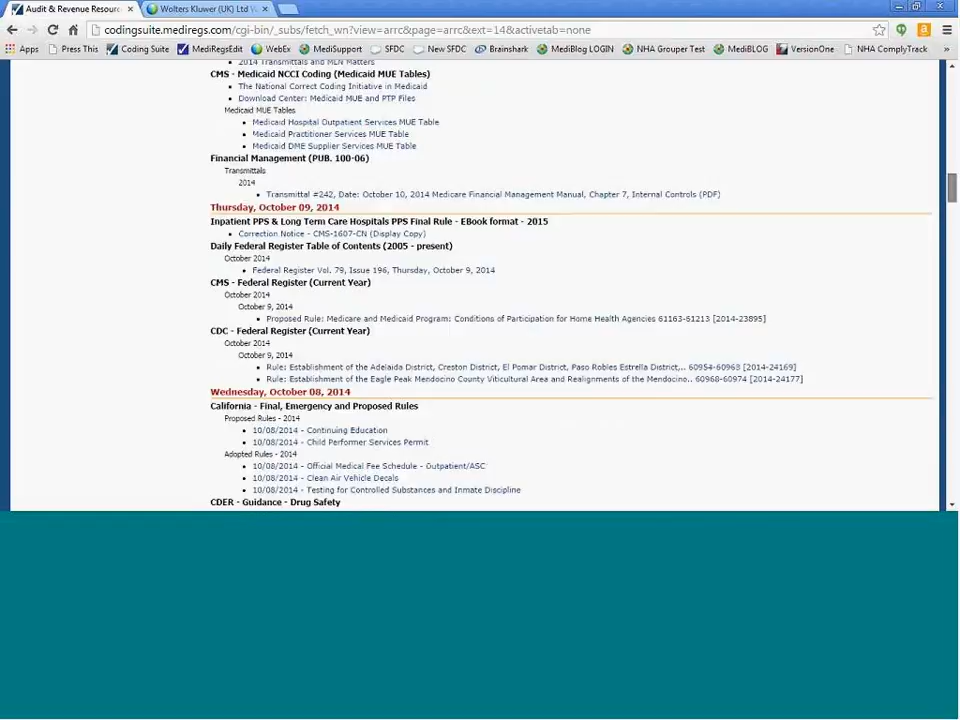 Audit & Revenue Resourc
Wolters Kluwer (UK) Ltd
codingsuite.mediregs.com/cgi-bin/_subs/fetch_wn?view=arrc&page=arrc&ext=14&activetab=none
Apps Press This Coding Suite MediRegsEdit WebEx MediSupport SFDC New SFDC Brainshark MediBlog LOGIN NHA Grouper Test MediBLOG VersionOne NHA ComplyTrack »
2014 Transmittals and MLN Matters
CMS - Medicaid NCCI Coding (Medicaid MUE Tables)
• The National Correct Coding Initiative in Medicaid
• Download Center: Medicaid MUE and PTP Files
Medicaid MUE Tables
• Medicaid Hospital Outpatient Services MUE Table
• Medicaid Practitioner Services MUE Table
• Medicaid DME Supplier Services MUE Table
Financial Management (PUB. 100-06)
Transmittals
2014
• Transmittal #242, Date: October 10, 2014 Medicare Financial Management Manual, Chapter 7, Internal Controls (PDF)
Thursday, October 09, 2014
Inpatient PPS & Long Term Care Hospitals PPS Final Rule - EBook format - 2015
• Correction Notice - CMS-1607-CN (Display Copy)
Daily Federal Register Table of Contents (2005 - present)
October 2014
• Federal Register Vol. 79, Issue 196, Thursday, October 9, 2014
CMS - Federal Register (Current Year)
October 2014
October 9, 2014
• Proposed Rule: Medicare and Medicaid Program: Conditions of Participation for Home Health Agencies 61163-61213 [2014-23895]
CDC - Federal Register (Current Year)
October 2014
October 9, 2014
• Rule: Establishment of the Adelaida District, Creston District, El Pomar District, Paso Robles Estrella District,.. 60954-60963 [2014-24169]
• Rule: Establishment of the Eagle Peak Mendocino County Viticultural Area and Realignments of the Mendocino.. 60968-60974 [2014-24177]
Wednesday, October 08, 2014
California - Final, Emergency and Proposed Rules
Proposed Rules - 2014
• 10/08/2014 - Continuing Education
• 10/08/2014 - Child Performer Services Permit
Adopted Rules - 2014
• 10/08/2014 - Official Medical Fee Schedule - Outpatient/ASC
• 10/08/2014 - Clean Air Vehicle Decals
• 10/08/2014 - Testing for Controlled Substances and Inmate Discipline
CDER - Guidance - Drug Safety